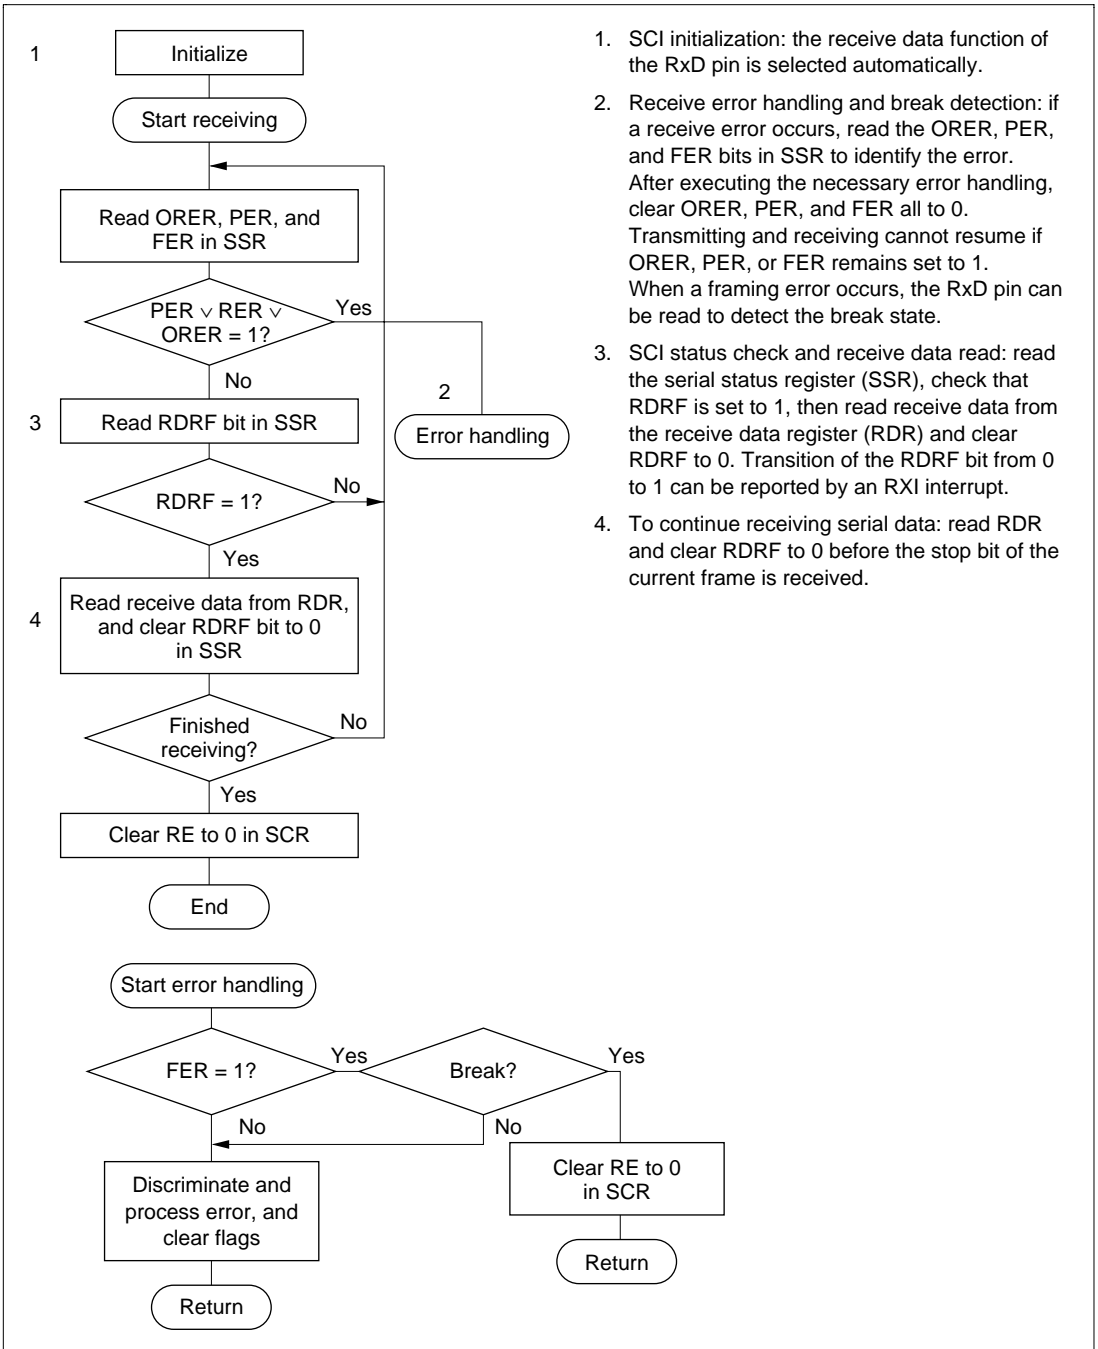 1
Initialize
Start receiving
Read ORER, PER, and
FER in SSR
PER ∨ RER ∨
ORER = 1?
Yes
No
2
Error handling
3
Read RDRF bit in SSR
RDRF = 1?
No
Yes
4
Read receive data from RDR,
and clear RDRF bit to 0
in SSR
Finished
receiving?
No
Yes
Clear RE to 0 in SCR
End
Start error handling
FER = 1?
Yes
Break?
Yes
No
No
Discriminate and
process error, and
clear flags
Return
Clear RE to 0
in SCR
Return
1. SCI initialization: the receive data function of
the RxD pin is selected automatically.
2. Receive error handling and break detection: if
a receive error occurs, read the ORER, PER,
and FER bits in SSR to identify the error.
After executing the necessary error handling,
clear ORER, PER, and FER all to 0.
Transmitting and receiving cannot resume if
ORER, PER, or FER remains set to 1.
When a framing error occurs, the RxD pin can
be read to detect the break state.
3. SCI status check and receive data read: read
the serial status register (SSR), check that
RDRF is set to 1, then read receive data from
the receive data register (RDR) and clear
RDRF to 0. Transition of the RDRF bit from 0
to 1 can be reported by an RXI interrupt.
4. To continue receiving serial data: read RDR
and clear RDRF to 0 before the stop bit of the
current frame is received.